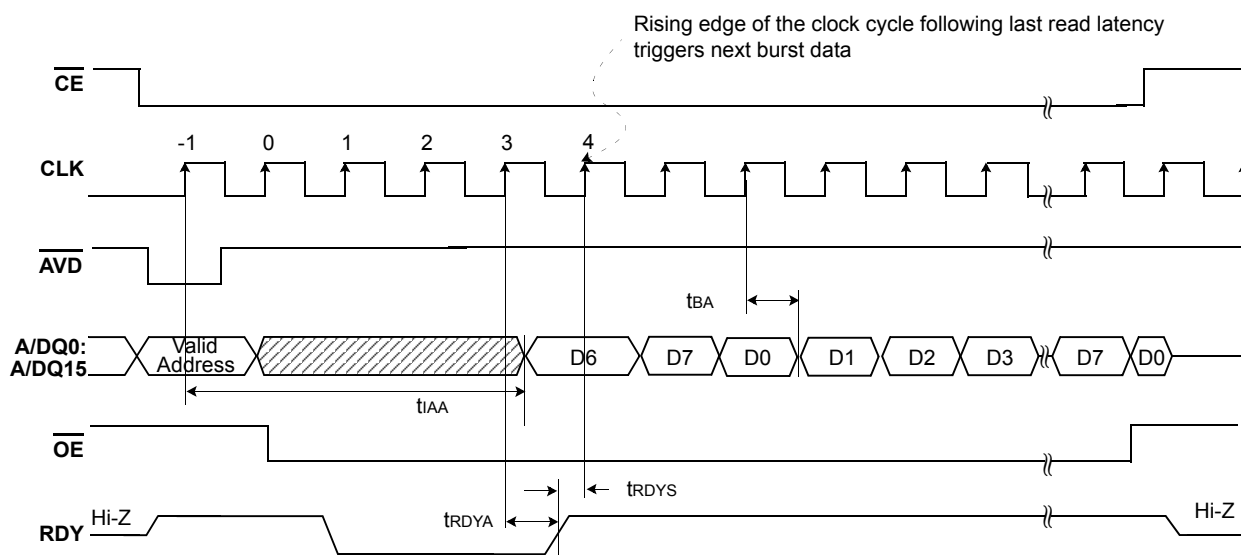 Rising edge of the clock cycle following last read latency
triggers next burst data
CE
-1 0 1 2 3 4
CLK
AVD
tBA
A/DQ0:
A/DQ15
Valid
Address
D6 D7 D0 D1 D2 D3 D7 D0
tIAA
OE
tRDYS
tRDYA
Hi-Z
RDY
Hi-Z